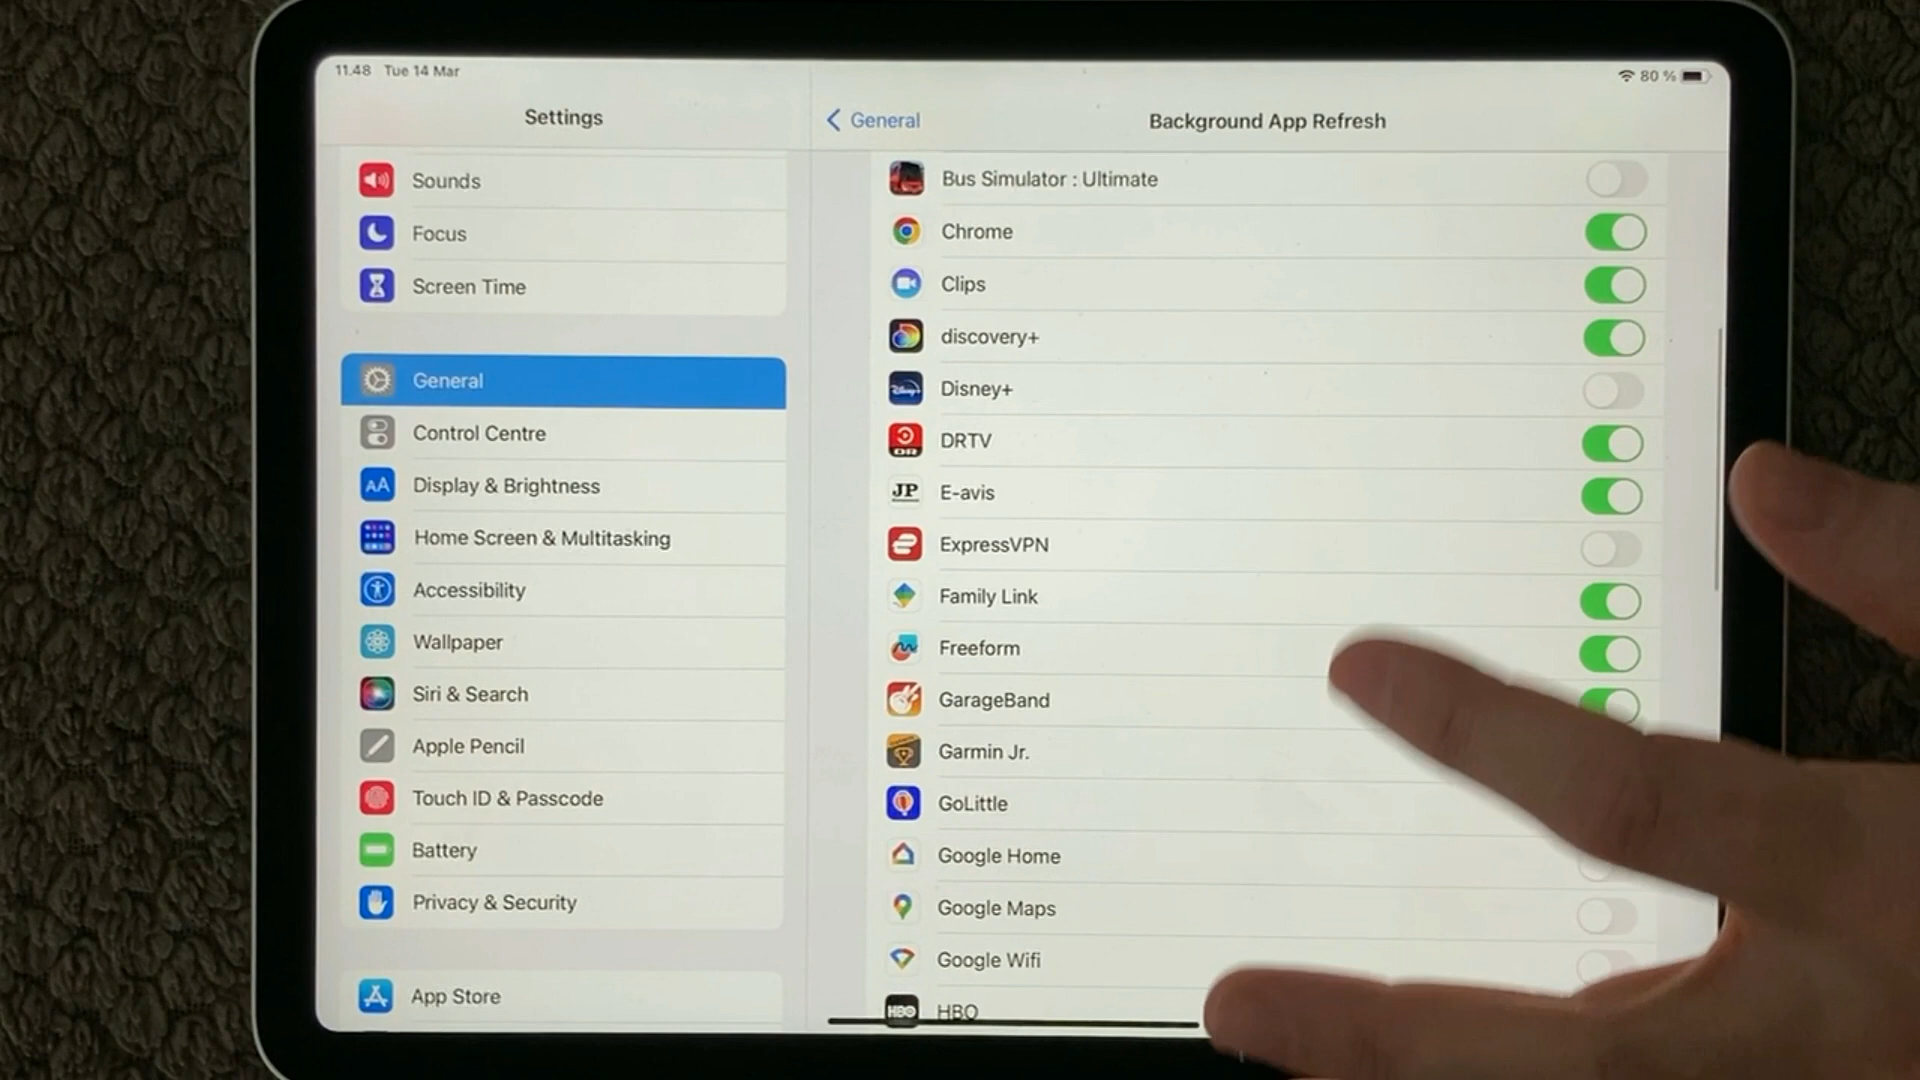 11.48 Tue 14 Mar
80 %
Settings
Sounds
Focus
Screen Time
General
Control Centre
AA
Display & Brightness
Home Screen & Multitasking
Accessibility
Wallpaper
Siri & Search
Apple Pencil
Touch ID & Passcode
Battery
Privacy & Security
App Store
General
Background App Refresh
Bus Simulator : Ultimate
Chrome
Clips
discovery+
Disney+
Disney+
DR
DRTV
JP
E-avis
ExpressVPN
Family Link
Freeform
GarageBand
Garmin Jr.
GoLittle
Google Home
Google Maps
Google Wifi
HBO
HBO